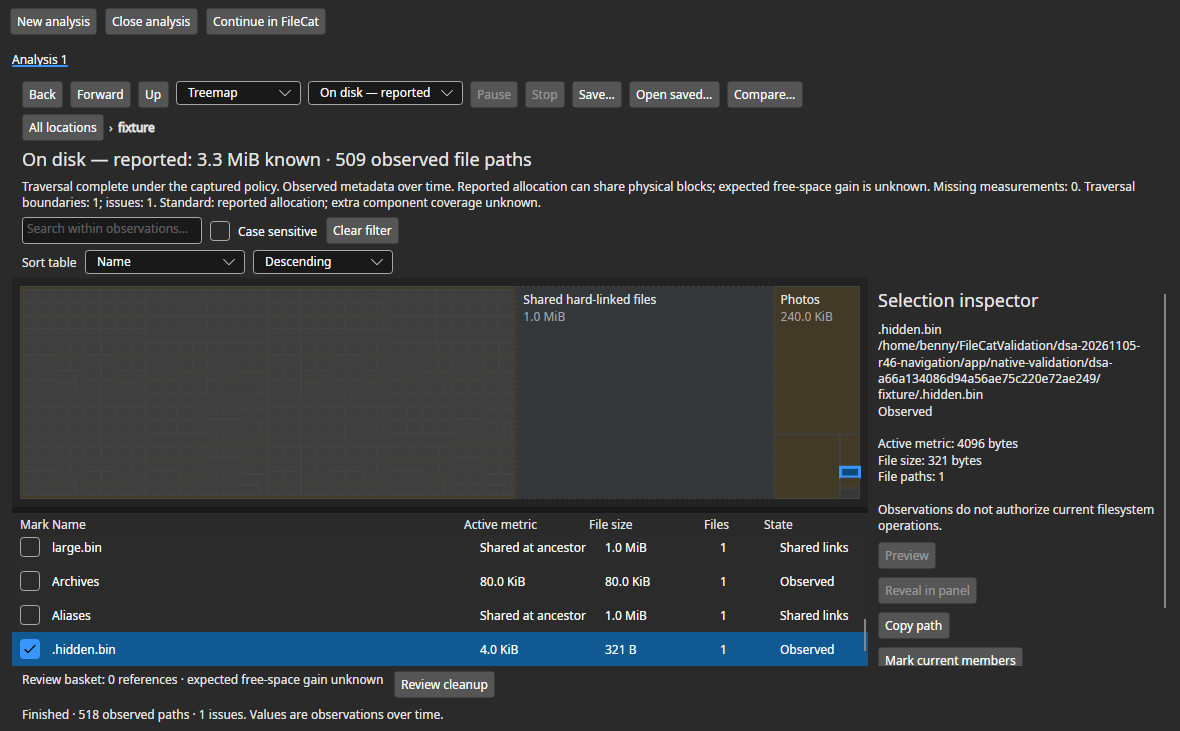 New analysis Close analysis Continue in FileCat
Analysis 1
Back Forward Up Treemap On disk — reported Pause Stop Save... Open saved... Compare...
All locations › fixture
On disk — reported: 3.3 MiB known · 509 observed file paths
Traversal complete under the captured policy. Observed metadata over time. Reported allocation can share physical blocks; expected free-space gain is unknown. Missing measurements: 0. Traversal
boundaries: 1; issues: 1. Standard: reported allocation; extra component coverage unknown.
Search within observations... Case sensitive Clear filter
Sort table Name Descending
Shared hard-linked files
1.0 MiB
Photos
240.0 KiB
Selection inspector
.hidden.bin
/home/benny/FileCatValidation/dsa-20261105-
r46-navigation/app/native-validation/dsa-
a66a134086d94a56ae75c220e72ae249/
fixture/.hidden.bin
Observed
Active metric: 4096 bytes
File size: 321 bytes
File paths: 1
Observations do not authorize current filesystem
operations.
Preview
Reveal in panel
Copy path
Mark current members
Mark Name Active metric File size Files State
large.bin Shared at ancestor 1.0 MiB 1 Shared links
Archives 80.0 KiB 80.0 KiB 1 Observed
Aliases Shared at ancestor 1.0 MiB 1 Shared links
.hidden.bin 4.0 KiB 321 B 1 Observed
Review basket: 0 references · expected free-space gain unknown Review cleanup
Finished · 518 observed paths · 1 issues. Values are observations over time.